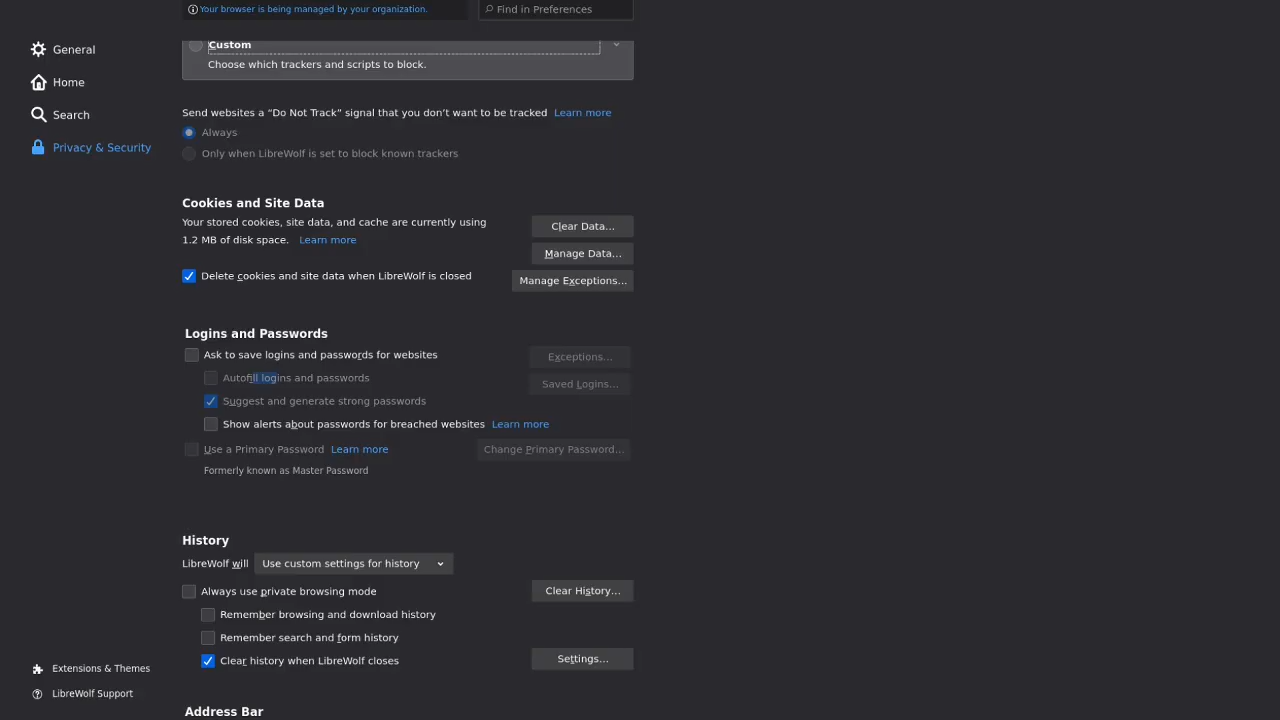 Your browser is being managed by your organization.
Find in Preferences
General
Home
Search
Privacy & Security
Custom
Choose which trackers and scripts to block.
Send websites a “Do Not Track” signal that you don’t want to be tracked Learn more
Always
Only when LibreWolf is set to block known trackers
Cookies and Site Data
Your stored cookies, site data, and cache are currently using
1.2 MB of disk space. Learn more
Clear Data…
Manage Data…
Delete cookies and site data when LibreWolf is closed
Manage Exceptions…
Logins and Passwords
Ask to save logins and passwords for websites
Exceptions…
Autofill logins and passwords
Saved Logins…
Suggest and generate strong passwords
Show alerts about passwords for breached websites Learn more
Use a Primary Password Learn more
Change Primary Password…
Formerly known as Master Password
History
LibreWolf will Use custom settings for history
Always use private browsing mode
Clear History…
Remember browsing and download history
Remember search and form history
Clear history when LibreWolf closes
Settings…
Extensions & Themes
LibreWolf Support
Address Bar